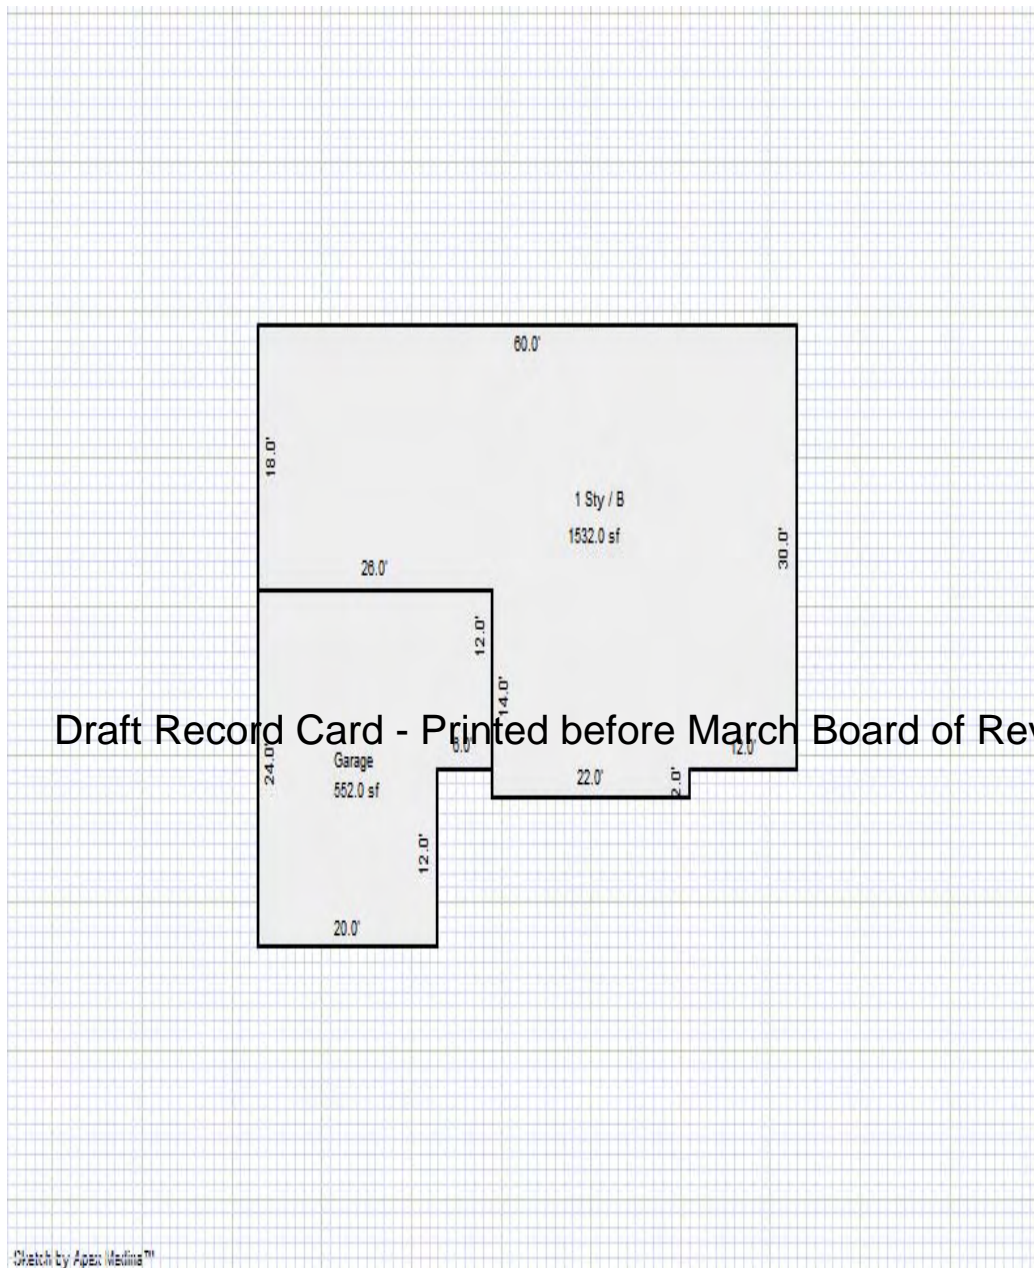 60.0'
18.0'
1 Sty / B
1532.0 sf
30.0'
26.0'
12.0'
14.0'
Draft Record Card - Printed before March Board of Rev
6.0'
12.0'
24.0'
Garage
552.0 sf
22.0'
2.0'
12.0'
20.0'
Sketch by Apex Medina™